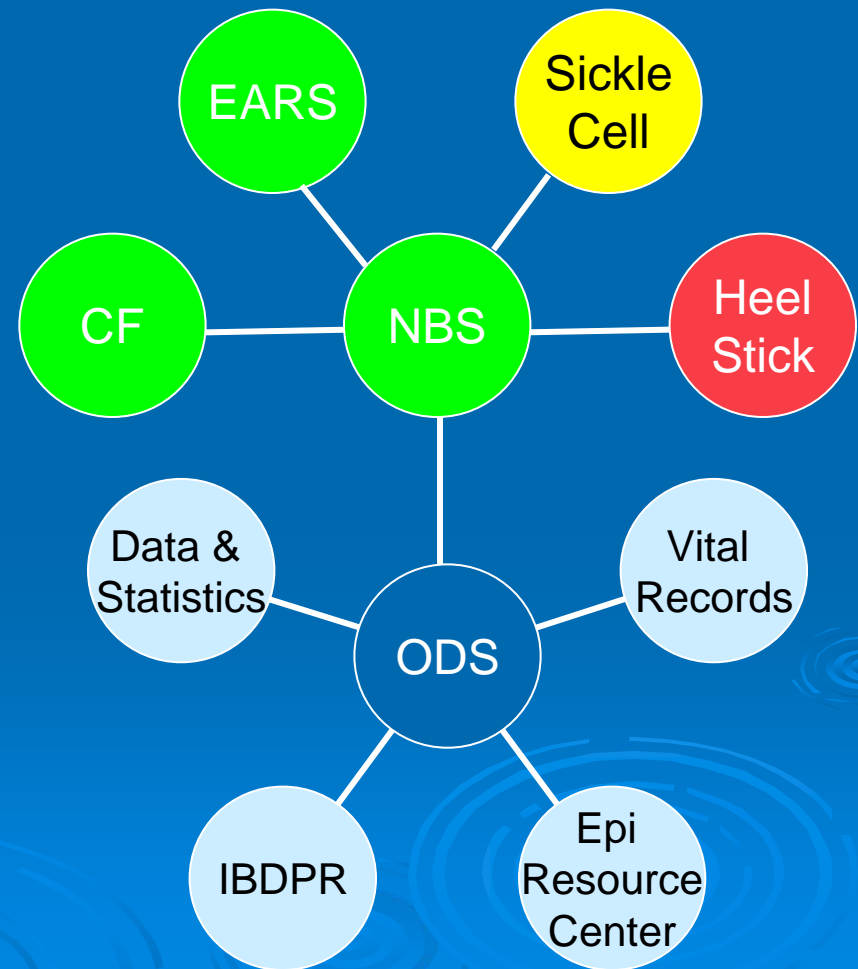 EARS
Sickle
Cell
CF
NBS
Heel
Stick
Data &
Statistics
Vital
Records
ODS
IBDPR
Epi
Resource
Center